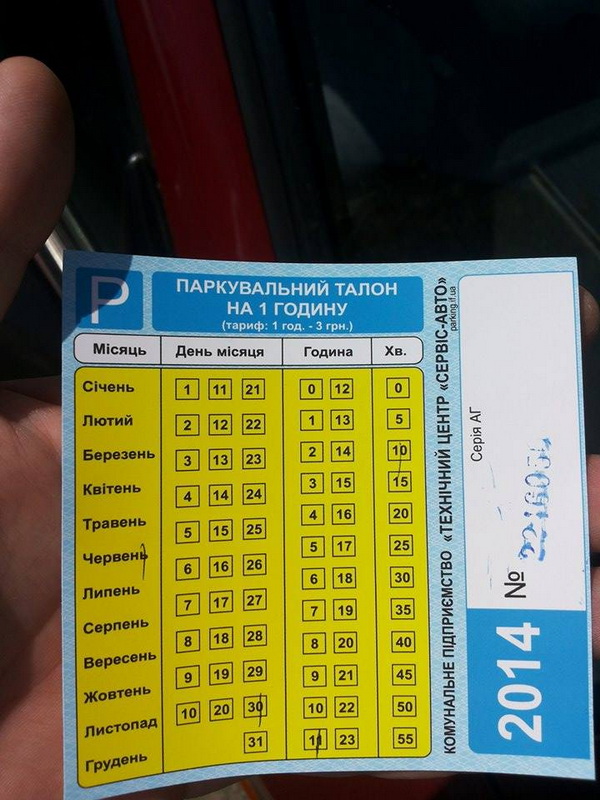 P
ПАРКУВАЛЬНИЙ ТАЛОН
НА 1 ГОДИНУ
(тариф: 1 год. - 3 грн.)
Місяць День місяця Година Хв.
Січень 1 11 21 0 12 0
Лютий 2 12 22 1 13 5
Березень 3 13 23 2 14 10
Квітень 4 14 24 3 15 15
Травень 5 15 25 4 16 20
Червень 6 16 26 5 17 25
Липень 7 17 27 6 18 30
Серпень 8 18 28 7 19 35
Вересень 9 19 29 8 20 40
Жовтень 10 20 30 9 21 45
Листопад 31 10 22 50
Грудень 11 23 55
КОМУНАЛЬНЕ ПІДПРИЄМСТВО «ТЕХНІЧНИЙ ЦЕНТР «СЕРВІС-АВТО»
parking.if.ua
Серія АГ
№
2014